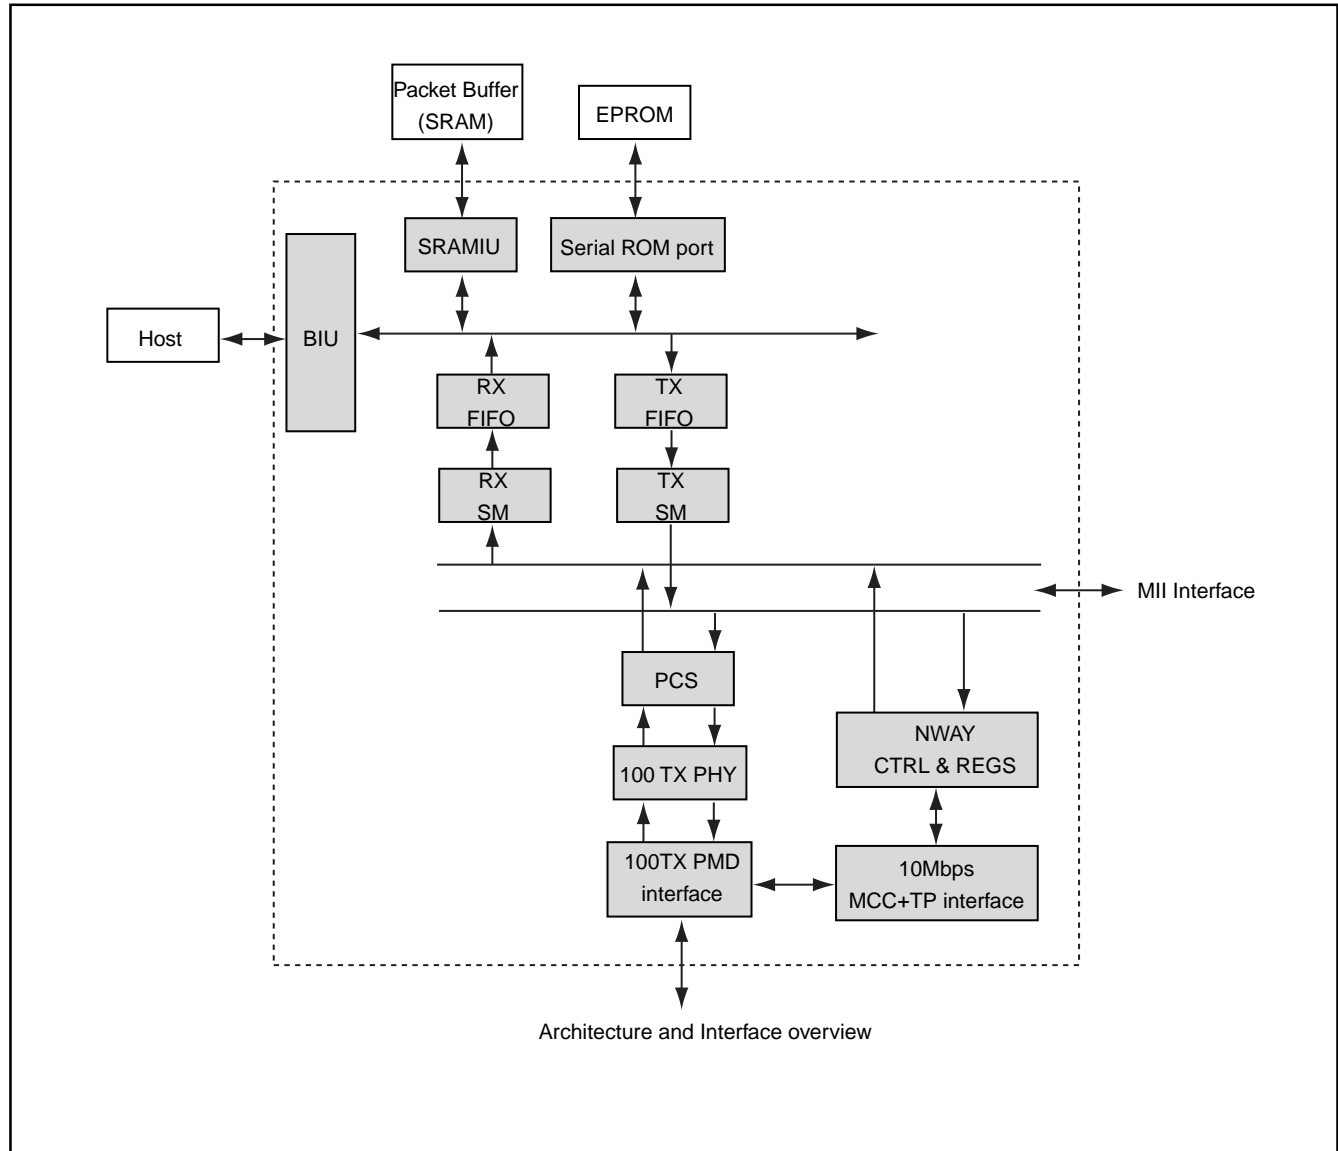 Packet Buffer
(SRAM)
EPROM
SRAMIU
Serial ROM port
Host
BIU
RX
FIFO
TX
FIFO
RX
SM
TX
SM
MII Interface
PCS
NWAY
CTRL & REGS
100 TX PHY
100TX PMD
interface
10Mbps
MCC+TP interface
Architecture and Interface overview